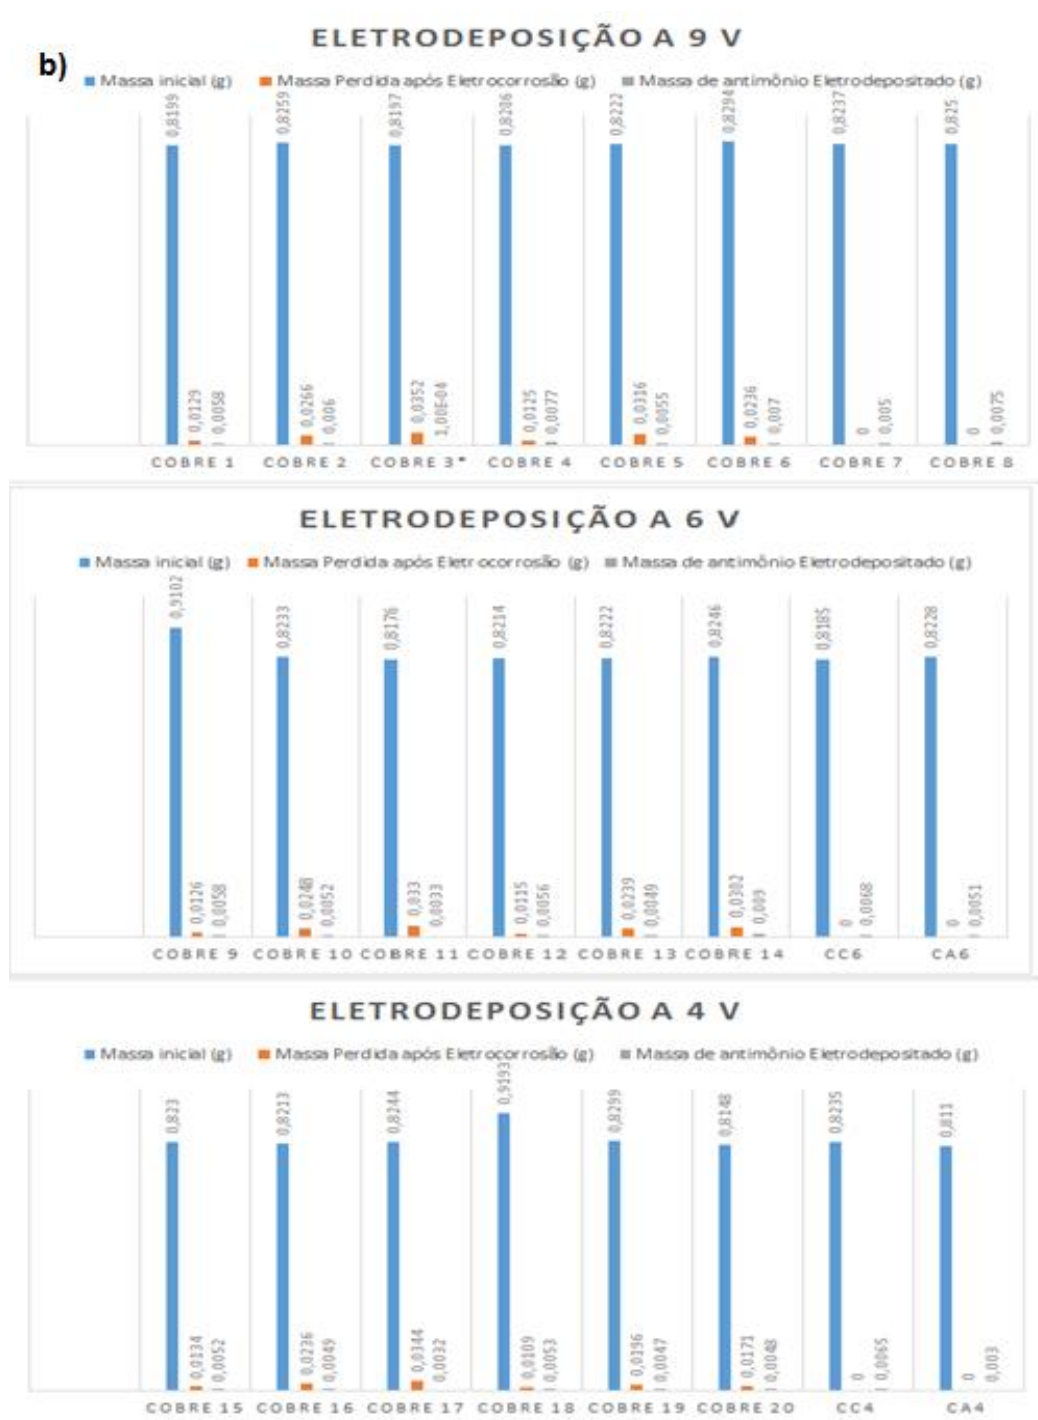 ELETRODEPOSIÇÃO A 9 V
b)
Massa inicial (g) Massa Perdida após Eletrocorrosão (g) Massa de antimônio Eletrodepositado (g)
0,8199 0,8259 0,8197 0,8206 0,8222 0,8294 0,8237 0,825
0,0129 0,0058 0,0266 0,006 0,0352 1,00E-04 0,0125 0,0077 0,0316 0,0055 0,0236 0,007 0 0,005 0 0,0075
COBRE 1 COBRE 2 COBRE 3* COBRE 4 COBRE 5 COBRE 6 COBRE 7 COBRE 8
ELETRODEPOSIÇÃO A 6 V
Massa inicial (g) Massa Perdida após Eletrocorrosão (g) Massa de antimônio Eletrodepositado (g)
0,9102 0,8233 0,8176 0,8214 0,8222 0,8246 0,8185 0,8228
0,0126 0,0058 0,0248 0,0052 0,033 0,0033 0,0115 0,0056 0,0239 0,0049 0,0302 0,009 0 0,0068 0 0,0051
COBRE 9 COBRE 10 COBRE 11 COBRE 12 COBRE 13 COBRE 14 CC6 CA6
ELETRODEPOSIÇÃO A 4 V
Massa inicial (g) Massa Perdida após Eletrocorrosão (g) Massa de antimônio Eletrodepositado (g)
0,823 0,8213 0,8244 0,9193 0,8299 0,8148 0,8235 0,811
0,0134 0,0052 0,0236 0,0049 0,0344 0,0032 0,0109 0,0053 0,0196 0,0047 0,0171 0,0048 0 0,0065 0 0,003
COBRE 15 COBRE 16 COBRE 17 COBRE 18 COBRE 19 COBRE 20 CC4 CA4